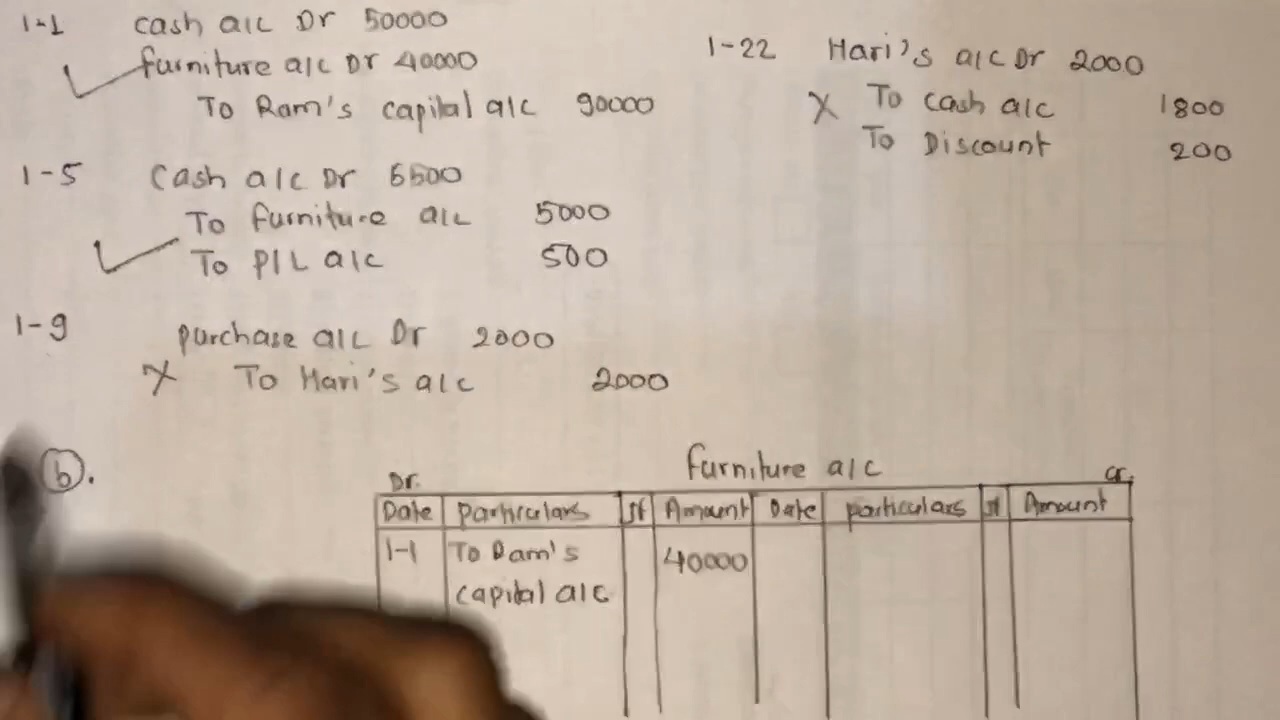 1-1 cash a/c Dr 50000
furniture a/c Dr 40000
To Ram's capital a/c 90000
1-5 cash a/c Dr 5500
To furniture a/c 5000
To P/L a/c 500
1-9 purchase a/c Dr 2000
X To Hari's a/c 2000
1-22 Hari's a/c Dr 2000
X To cash a/c 1800
To Discount 200
b.
furniture a/c
Dr. cr.
Date particulars Jf Amount Date particulars Jf Amount
1-1 To Ram's 40000
capital a/c